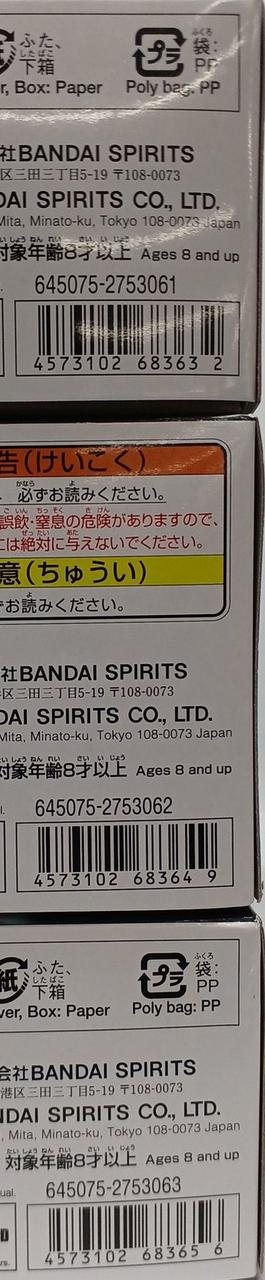 ふた、
下箱
プラ
袋:
PP
r, Box: Paper
Poly bag: PP
社BANDAI SPIRITS
区三田三丁目5-19 〒108-0073
DAI SPIRITS CO., LTD.
Mita, Minato-ku, Tokyo 108-0073 Japan
対象年齢8才以上 Ages 8 and up
645075-2753061
4573102 68363 2
告(けいこく)
、必ずお読みください。
誤飲・窒息の危険がありますので、
には絶対に与えないでください。
意(ちゅうい)
ずお読みください。
社BANDAI SPIRITS
区三田三丁目5-19 〒108-0073
DAI SPIRITS CO., LTD.
Mita, Minato-ku, Tokyo 108-0073 Japan
対象年齢8才以上 Ages 8 and up
645075-2753062
4573102 68364 9
紙
ふた、
下箱
プラ
袋:
PP
ver, Box: Paper
Poly bag: PP
会社BANDAI SPIRITS
港区三田三丁目5-19 〒108-0073
NDAI SPIRITS CO., LTD.
, Mita, Minato-ku, Tokyo 108-0073 Japan
対象年齢8才以上 Ages 8 and up
ual. 645075-2753063
4573102 68365 6